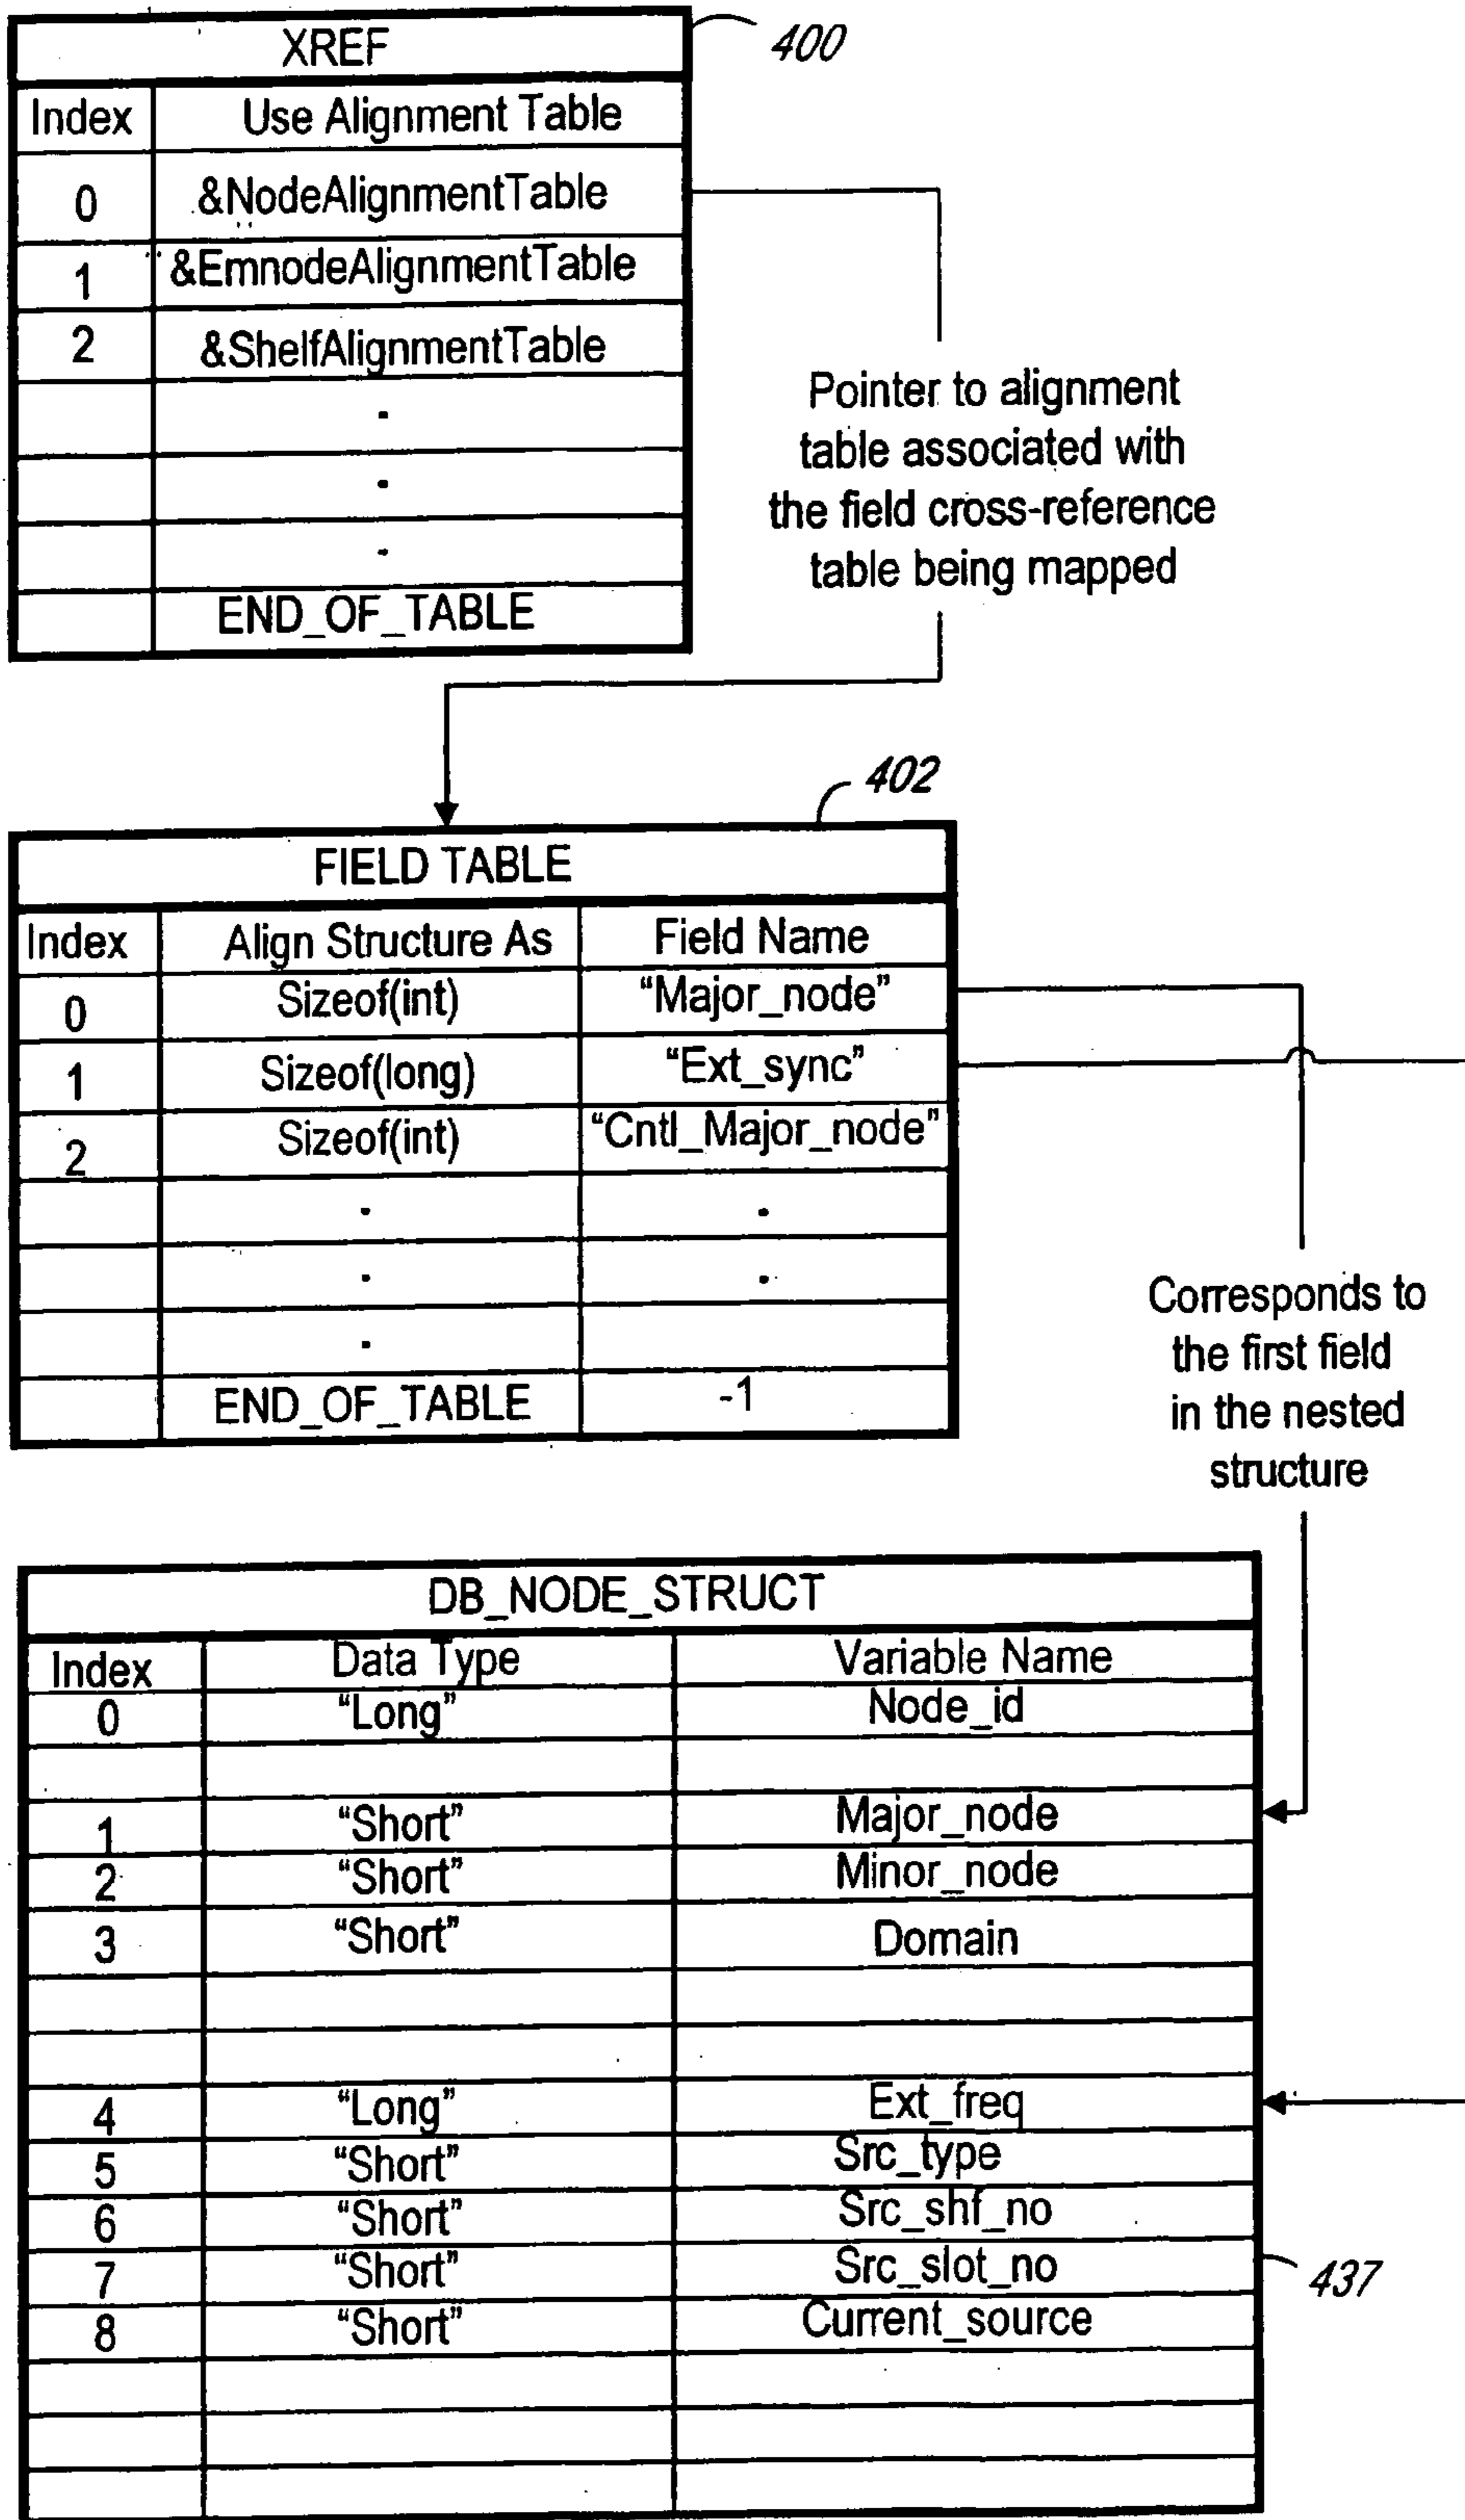 XREF
400
Index Use Alignment Table
0 &NodeAlignmentTable
1 &EmnodeAlignmentTable
2 &ShelfAlignmentTable
.
.
.
END_OF_TABLE
Pointer to alignment
table associated with
the field cross-reference
table being mapped
402
FIELD TABLE
Index Align Structure As Field Name
0 Sizeof(int) “Major_node”
1 Sizeof(long) “Ext_sync”
2 Sizeof(int) “Cntl_Major_node”
. .
. .
.
END_OF_TABLE -1
Corresponds to
the first field
in the nested
structure
DB_NODE_STRUCT
Index Data Type Variable Name
0 “Long” Node_id
1 “Short” Major_node
2 “Short” Minor_node
3 “Short” Domain
4 “Long” Ext_freq
5 “Short” Src_type
6 “Short” Src_shf_no
7 “Short” Src_slot_no
437
8 “Short” Current_source